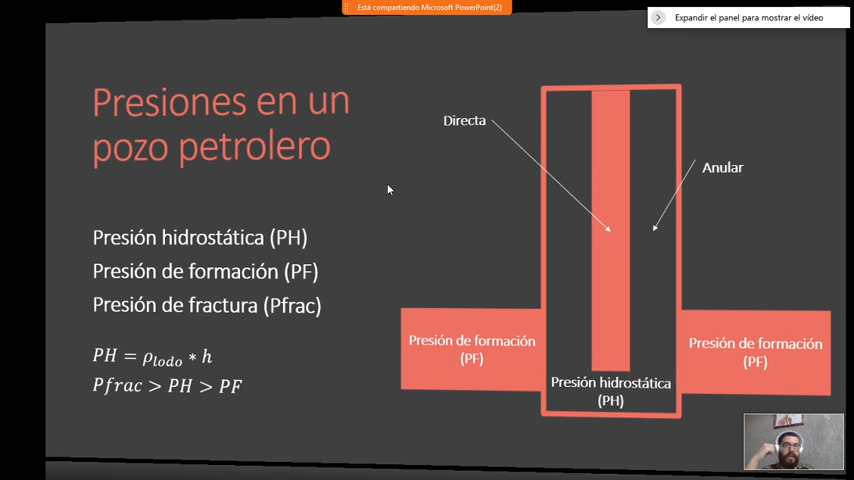 Está compartiendo Microsoft PowerPoint(2)
Expandir el panel para mostrar el vídeo
Presiones en un
pozo petrolero
Directa
Anular
Presión hidrostática (PH)
Presión de formación (PF)
Presión de fractura (Pfrac)
PH = ρlodo * h
Pfrac > PH > PF
Presión de formación
(PF)
Presión hidrostática
(PH)
Presión de formación
(PF)